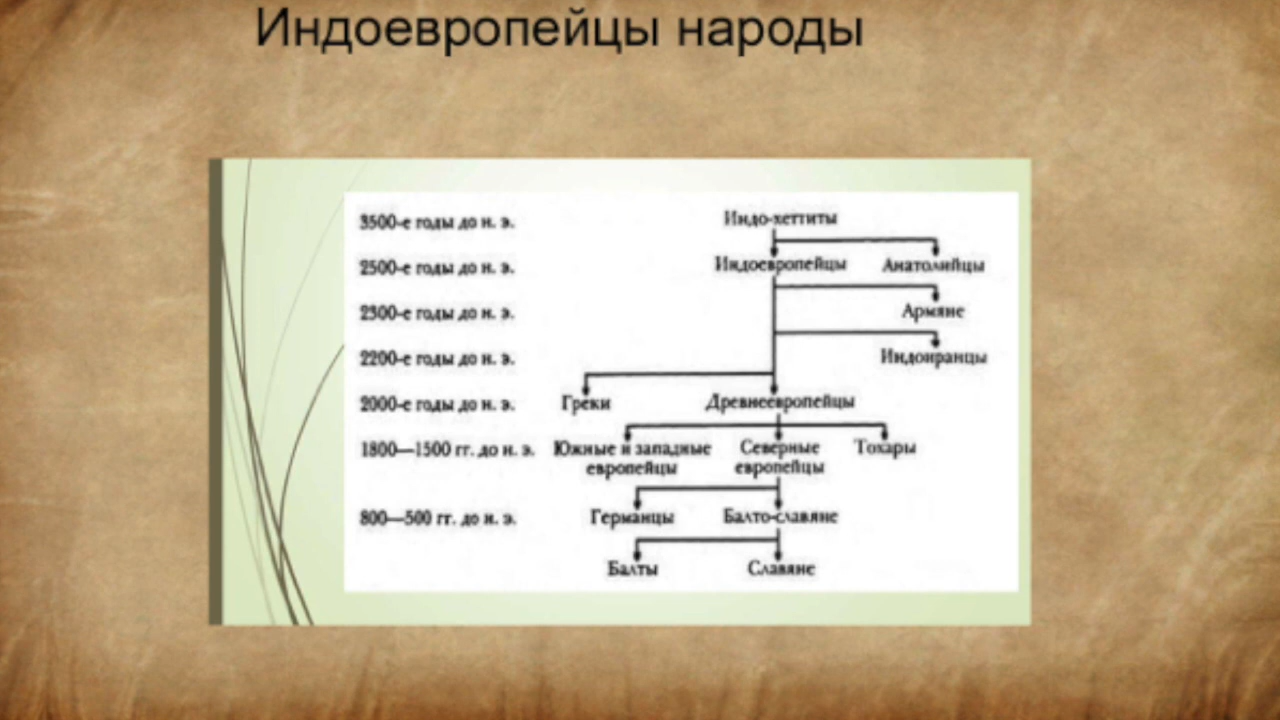 Индоевропейцы народы
3500-е годы до н. э. Индо-хеттиты
2500-е годы до н. э. Индоевропейцы Анатолийцы
2300-е годы до н. э. Армяне
2200-е годы до н. э. Индоиранцы
2000-е годы до н. э. Греки Древнеевропейцы
1800—1500 гг. до н. э. Южные и западные Северные Тохары
европейцы европейцы
800—500 гг. до н. э. Германцы Балто-славяне
Балты Славяне